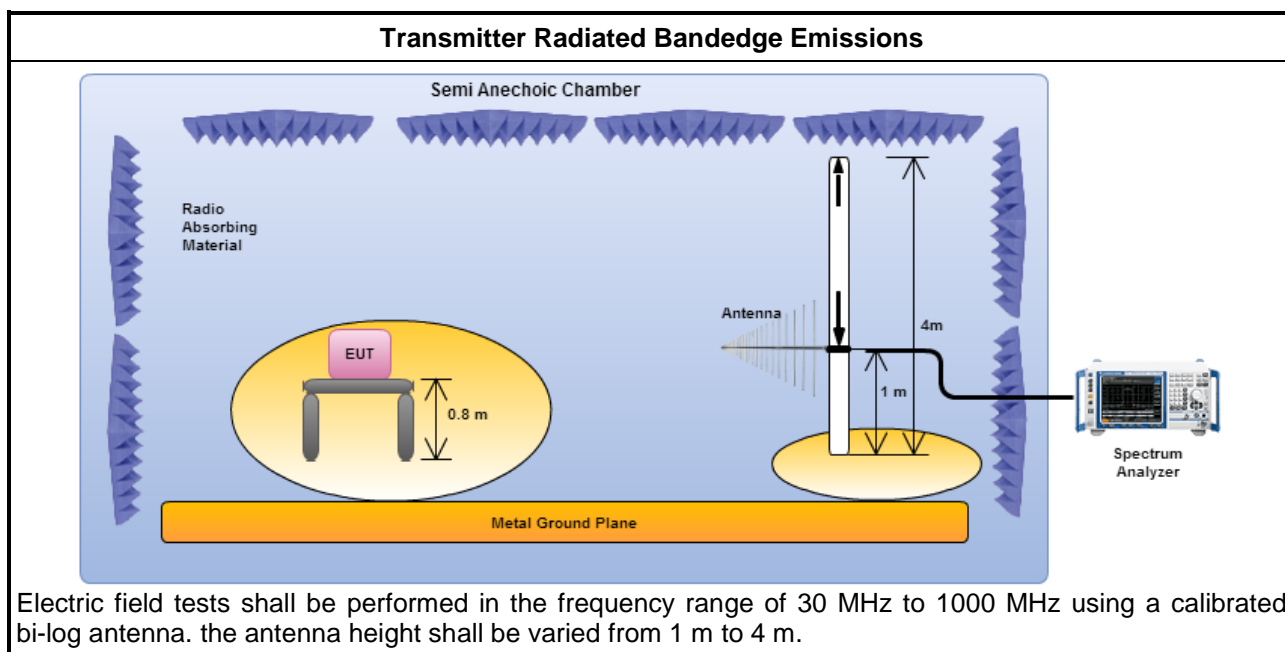 Transmitter Radiated Bandedge Emissions
Semi Anechoic Chamber
Radio
Absorbing
Material
Antenna
4m
EUT
1 m
0.8 m
Spectrum
Analyzer
Metal Ground Plane
Electric field tests shall be performed in the frequency range of 30 MHz to 1000 MHz using a calibrated
bi-log antenna. the antenna height shall be varied from 1 m to 4 m.